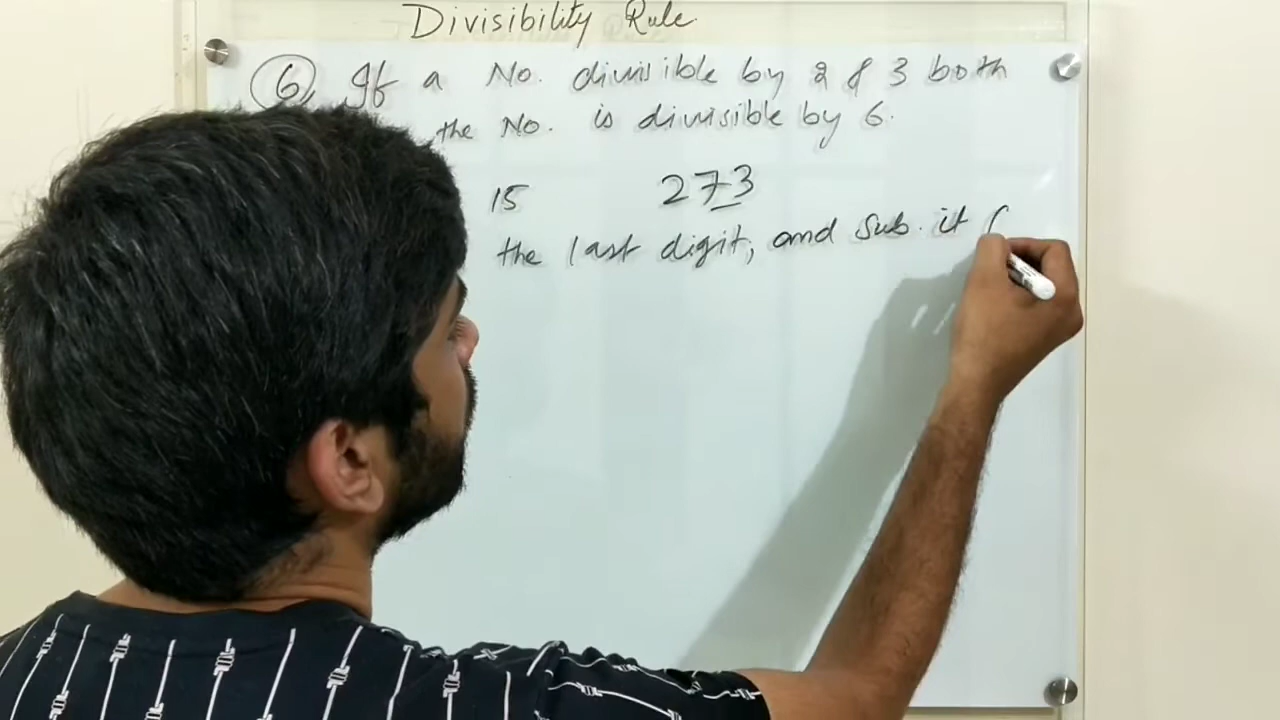 Divisibility Rule.
6, If a No. divisible by 2 & 3 both
the No. is divisible by 6.
15 273
the last digit, and sub. it